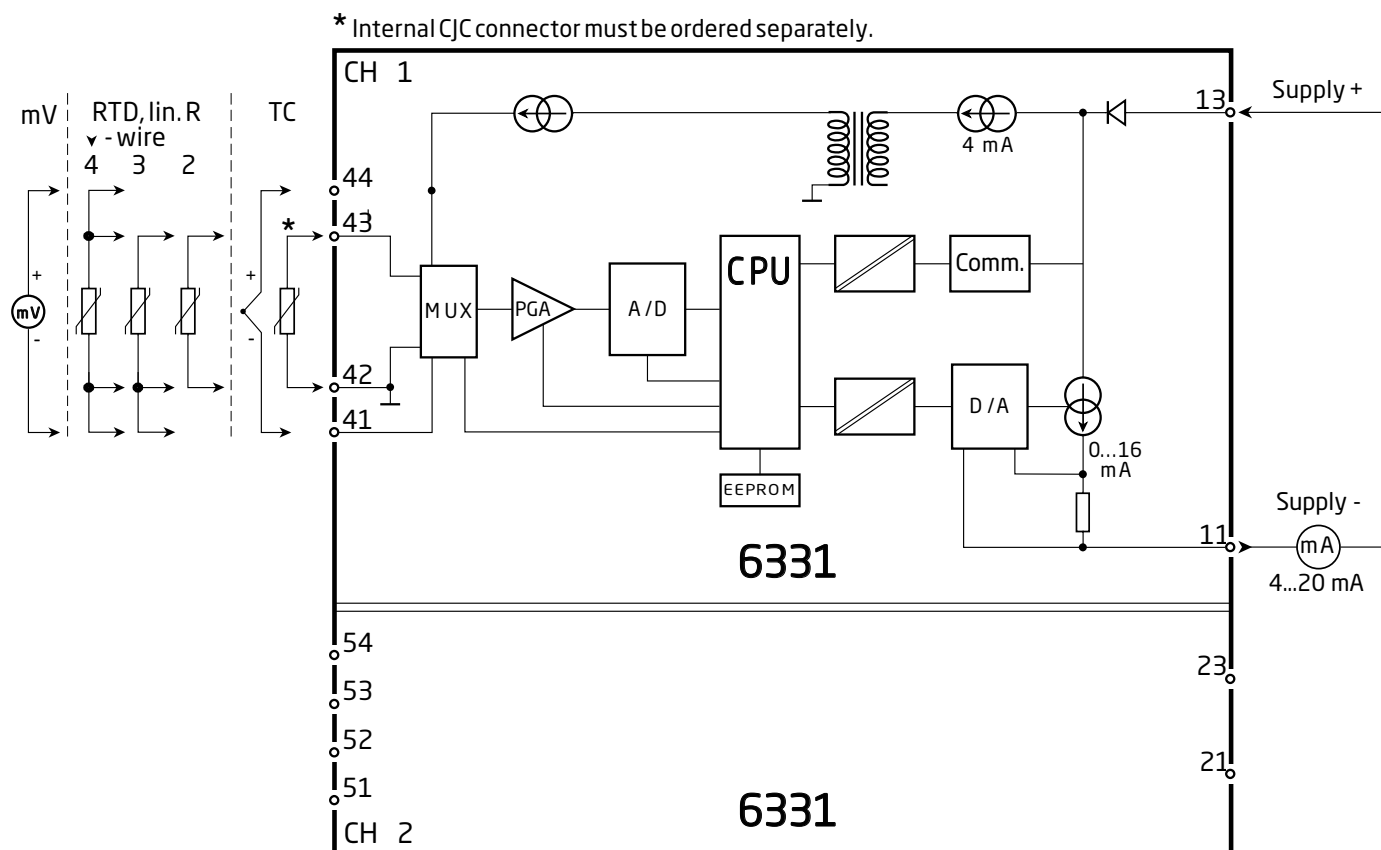 * Internal CJC connector must be ordered separately.
CH 1
mV
RTD, lin. R
- wire
4 3 2
TC
44
43
42
41
*
+
mV
-
+
-
MUX
PGA
A/D
CPU
EEPROM
Comm.
D/A
4 mA
0...16
mA
13
Supply +
11
Supply -
mA
4...20 mA
6331
54
53
52
51
23
21
6331
CH 2